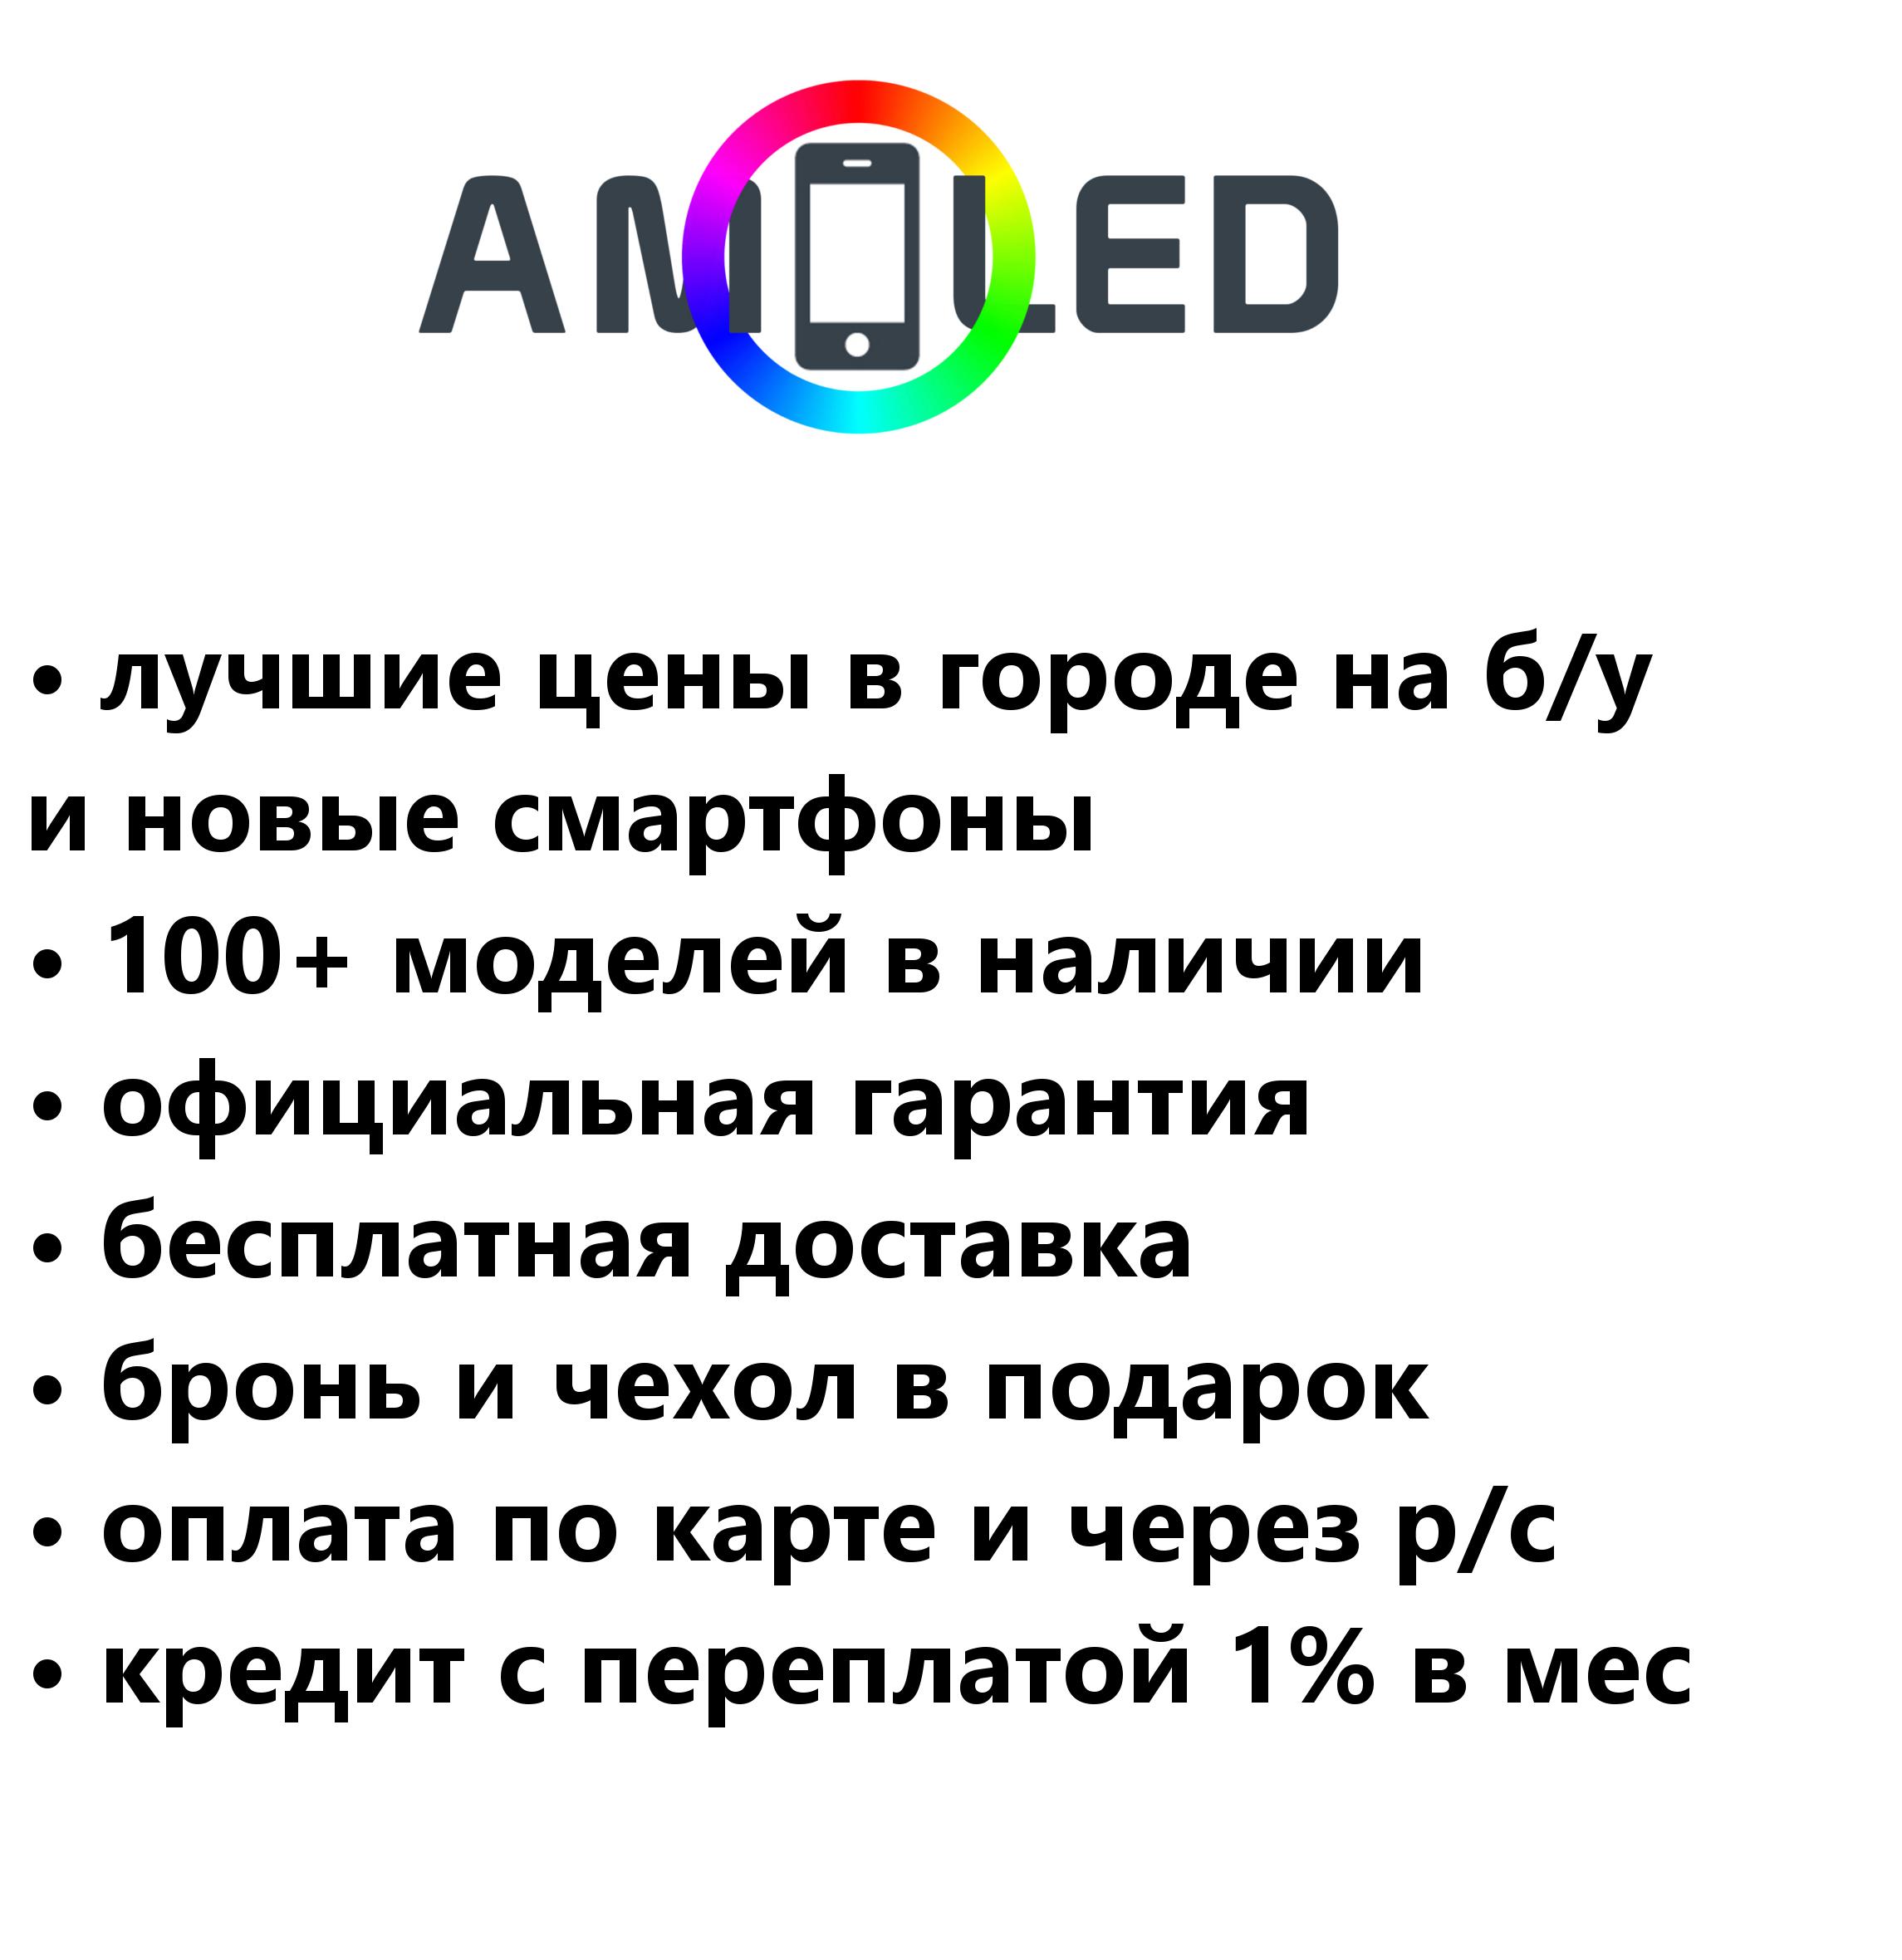 AMOLED
• лучшие цены в городе на б/у
и новые смартфоны
• 100+ моделей в наличии
• официальная гарантия
• бесплатная доставка
• бронь и чехол в подарок
• оплата по карте и через р/с
• кредит с переплатой 1% в мес